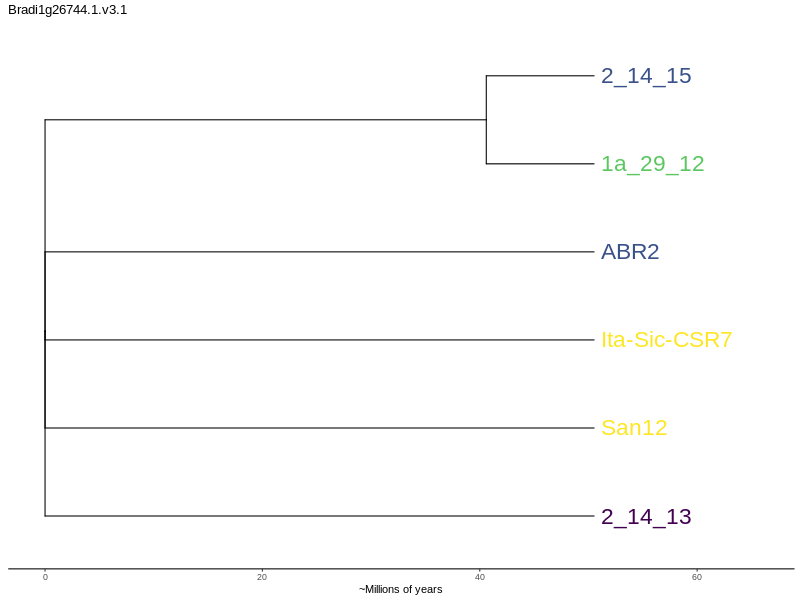 Bradi1g26744.1.v3.1
2_14_15
1a_29_12
ABR2
Ita-Sic-CSR7
San12
2_14_13
0 20 40 60
~Millions of years